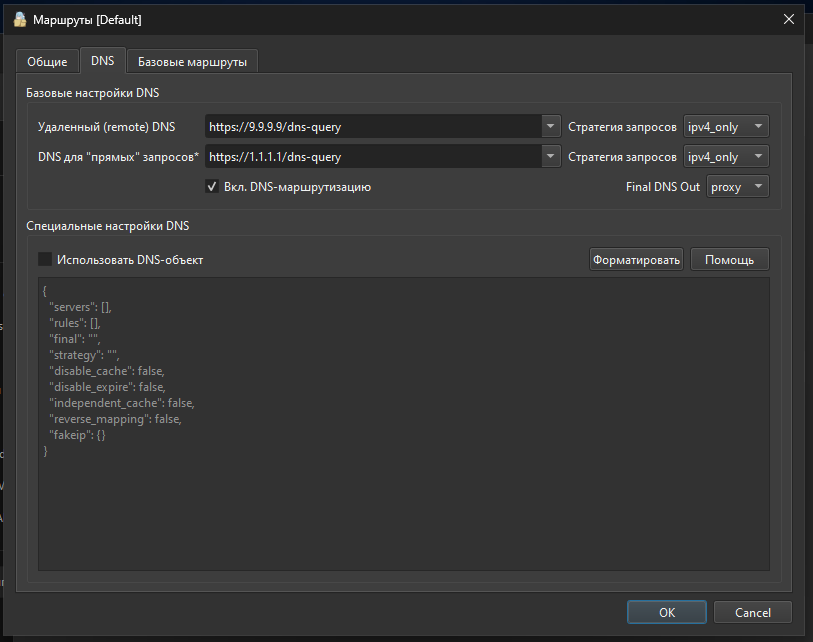 Маршруты [Default]
Общие DNS Базовые маршруты
Базовые настройки DNS
Удаленный (remote) DNS https://9.9.9.9/dns-query Стратегия запросов ipv4_only
DNS для "прямых" запросов* https://1.1.1.1/dns-query Стратегия запросов ipv4_only
Вкл. DNS-маршрутизацию Final DNS Out proxy
Специальные настройки DNS
Использовать DNS-объект Форматировать Помощь
{
"servers": [],
"rules": [],
"final": "",
"strategy": "",
"disable_cache": false,
"disable_expire": false,
"independent_cache": false,
"reverse_mapping": false,
"fakeip": {}
}
OK Cancel